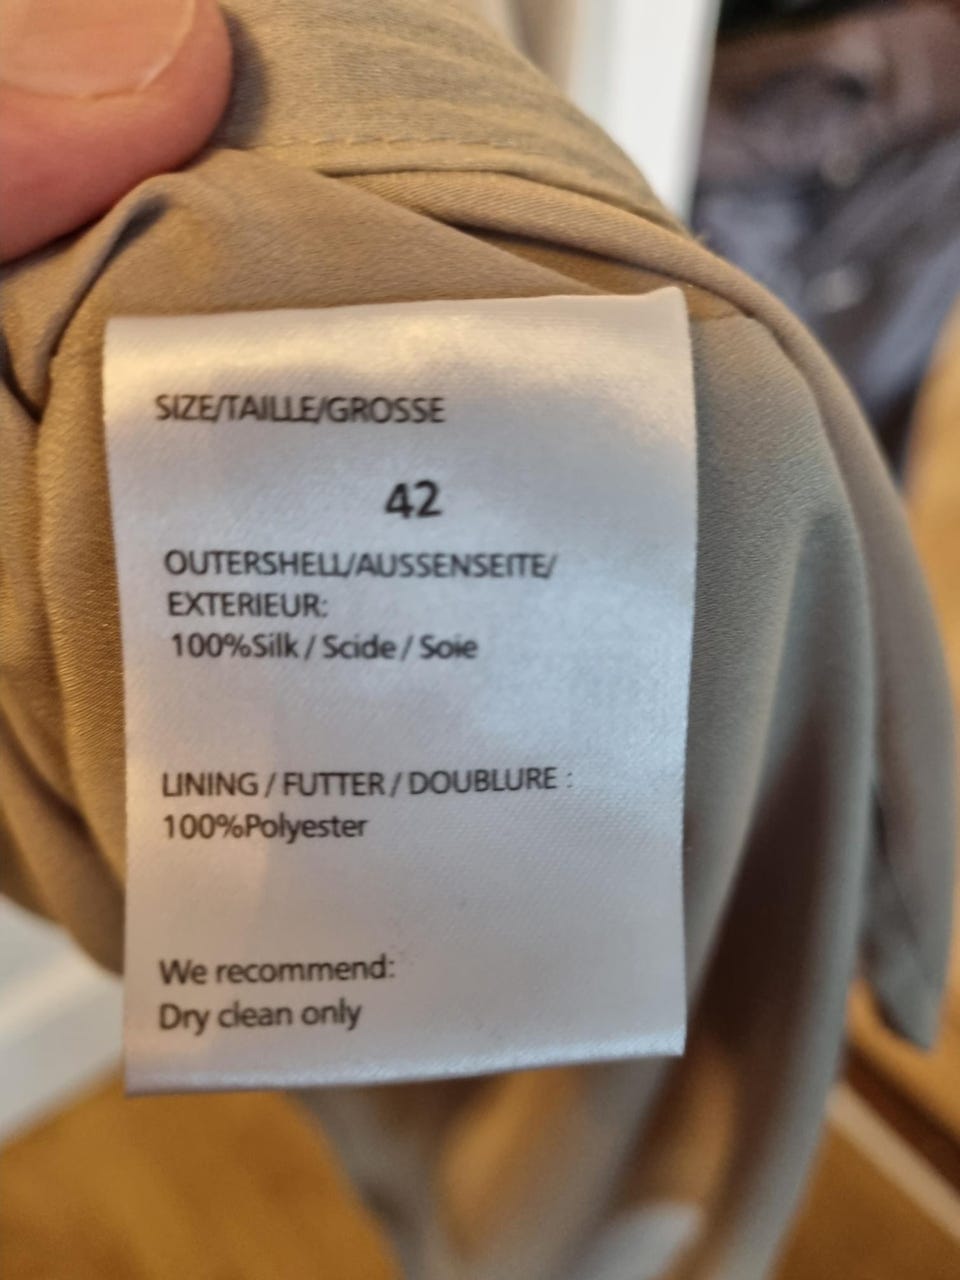 SIZE/TAILLE/GROSSE
42
OUTERSHELL/AUSSENSEITE/
EXTERIEUR:
100%Silk / Scide / Soie
LINING / FUTTER / DOUBLURE :
100%Polyester
We recommend:
Dry clean only